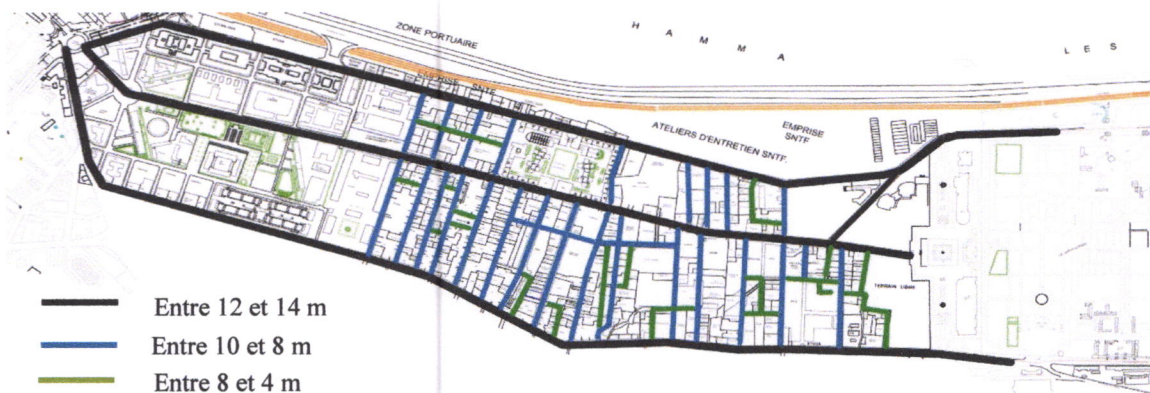 H A M M A
L E S
ZONE PORTUAIRE
EMPRISE SNTF
ATELIERS D'ENTRETIEN SNTF.
EMPRISE
SNTF
TERRAIN LIBRE
Entre 12 et 14 m
Entre 10 et 8 m
Entre 8 et 4 m